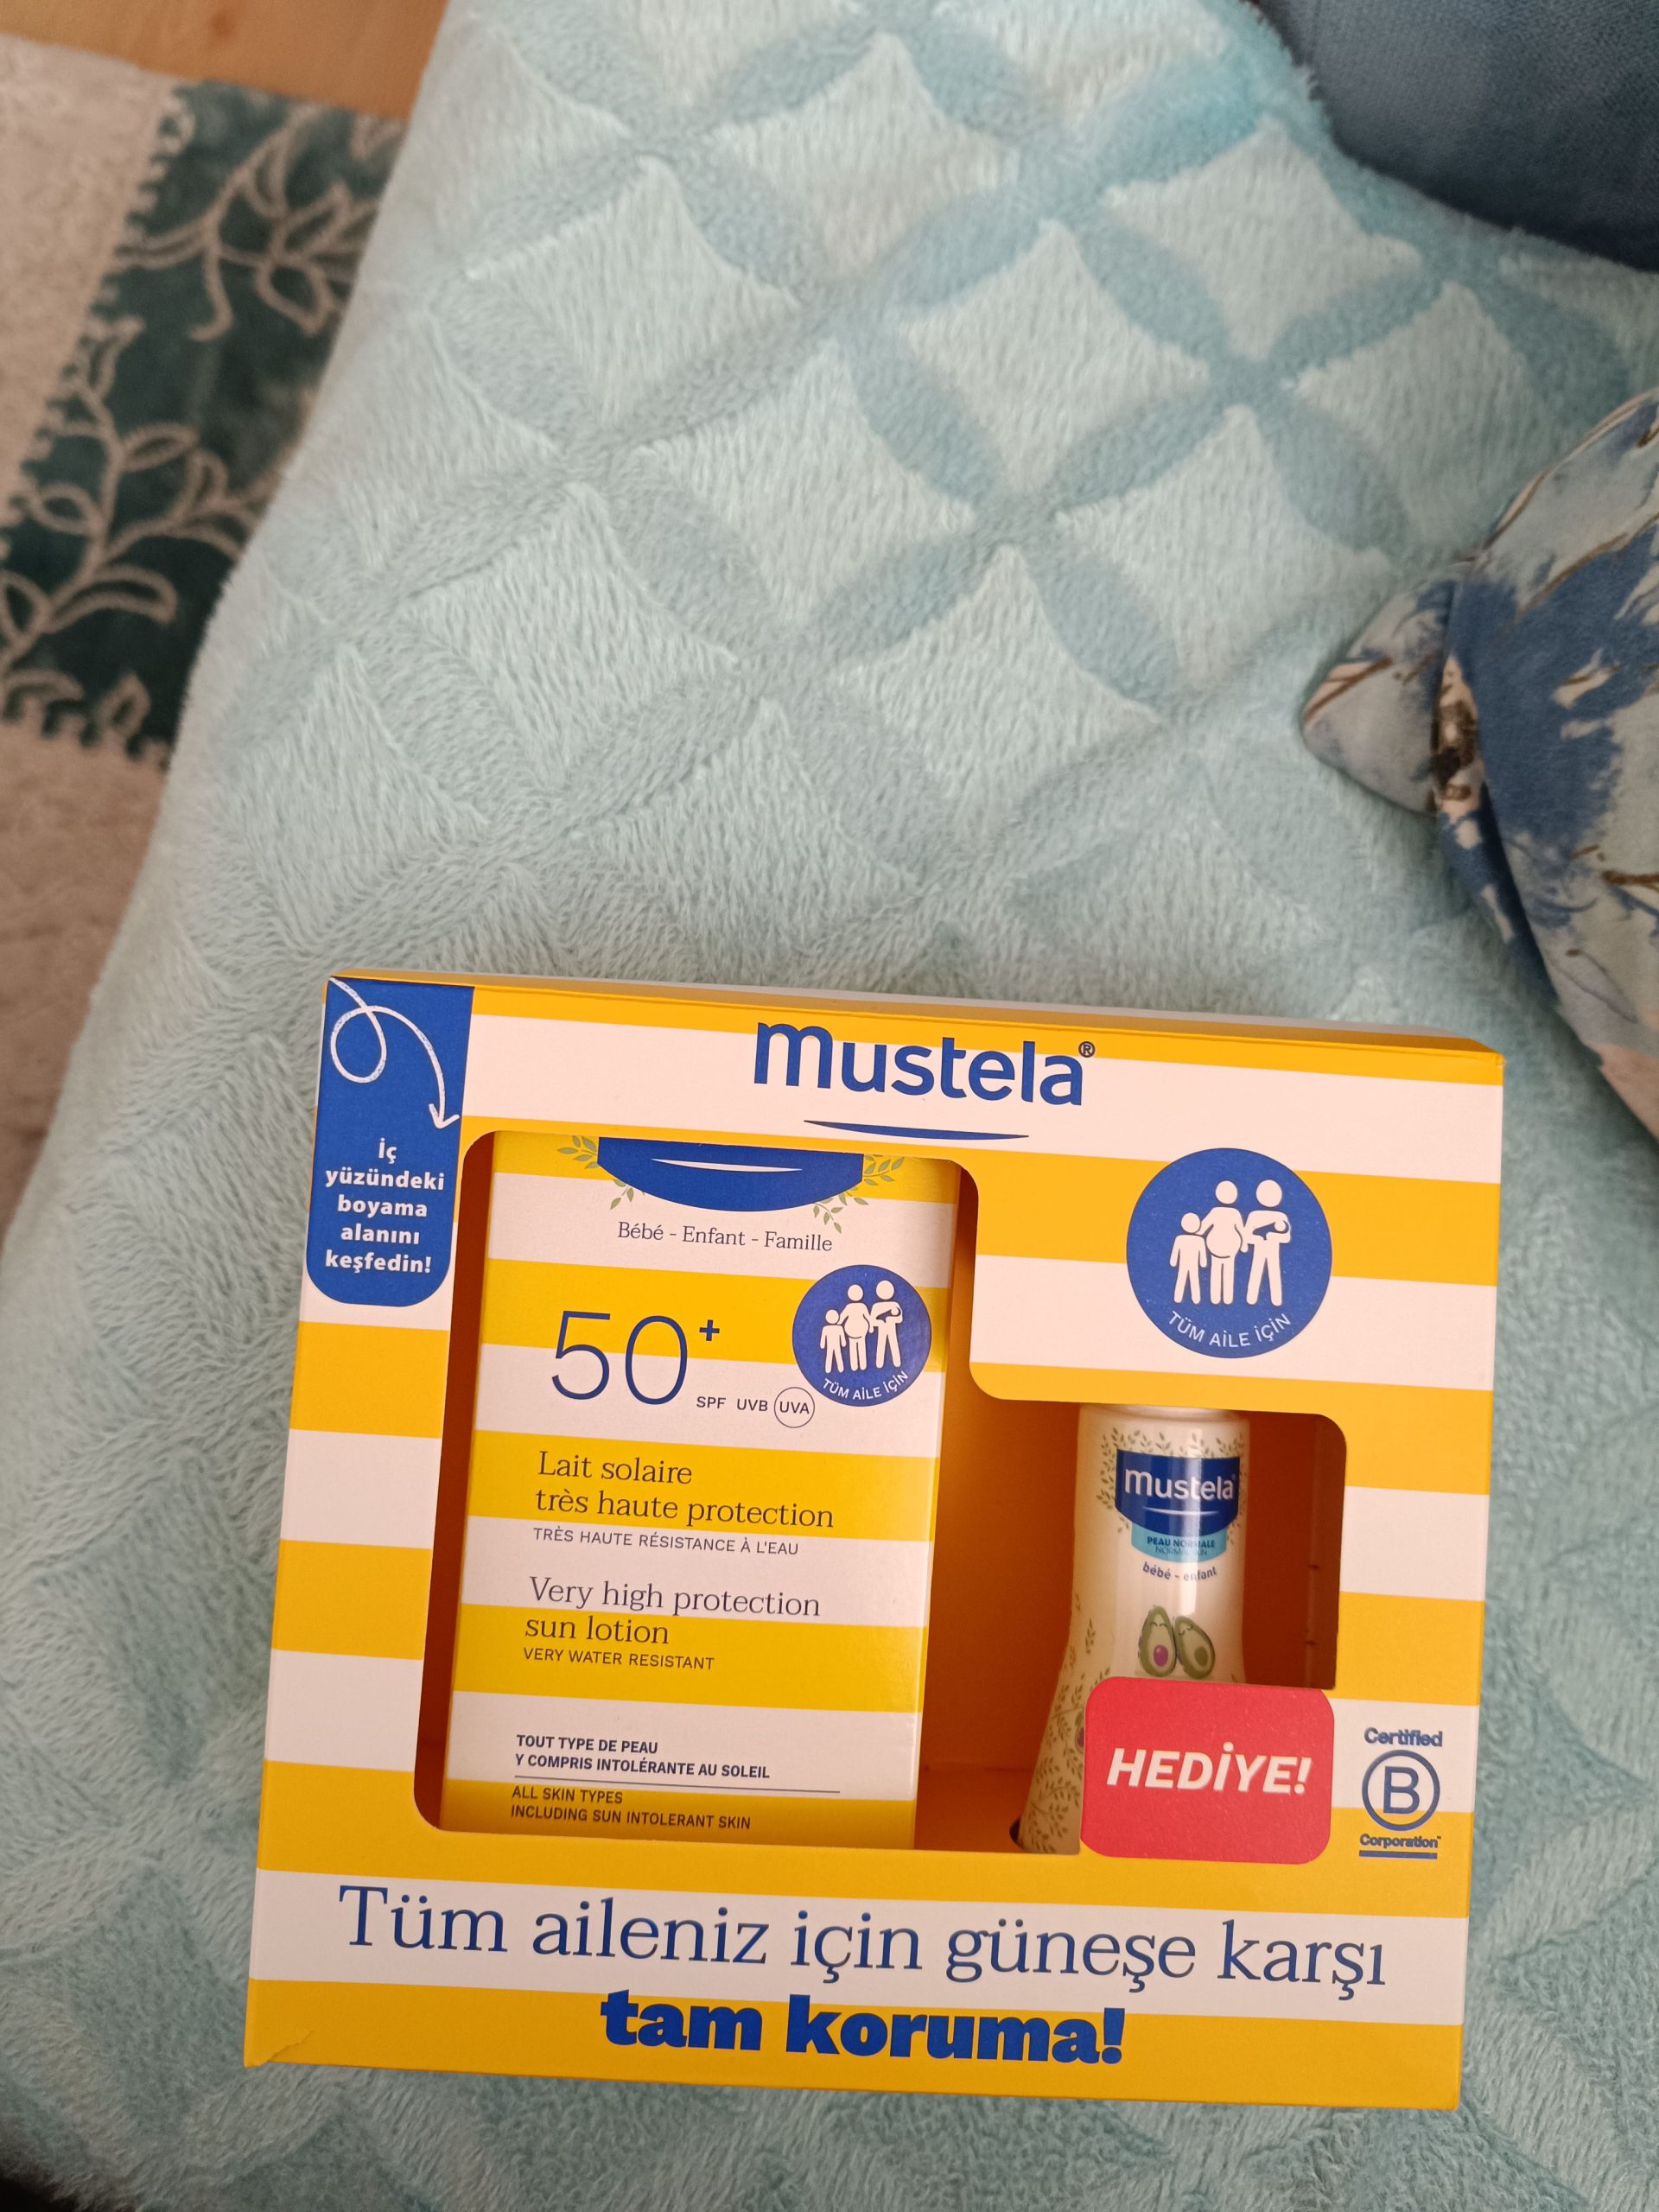 mustela®
İç
yüzündeki
boyama
alanını
keşfedin!
TÜM AİLE İÇİN
Bébé - Enfant - Famille
50+
SPF UVB UVA
TÜM AİLE İÇİN
Lait solaire
très haute protection
TRÈS HAUTE RÉSISTANCE À L'EAU
Very high protection
sun lotion
VERY WATER RESISTANT
TOUT TYPE DE PEAU
Y COMPRIS INTOLÉRANTE AU SOLEIL
ALL SKIN TYPES
INCLUDING SUN INTOLERANT SKIN
mustela
PEAU NORMALE
bébé - enfant
HEDİYE!
Certified
B
Corporation
Tüm aileniz için güneşe karşı
tam koruma!